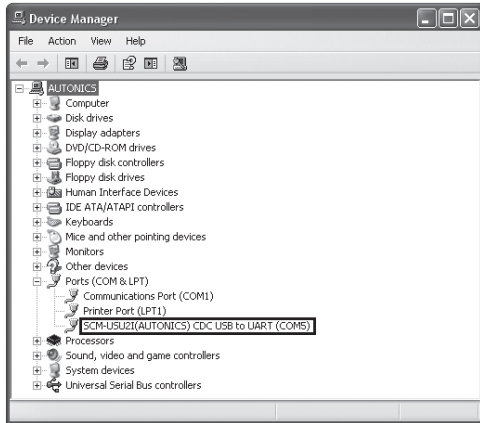 Device Manager
File Action View Help
AUTONICS
Computer
Disk drives
Display adapters
DVD/CD-ROM drives
Floppy disk controllers
Floppy disk drives
Human Interface Devices
IDE ATA/ATAPI controllers
Keyboards
Mice and other pointing devices
Monitors
Other devices
Ports (COM & LPT)
Communications Port (COM1)
Printer Port (LPT1)
SCM-USU2I(AUTONICS) CDC USB to UART (COM5)
Processors
Sound, video and game controllers
System devices
Universal Serial Bus controllers